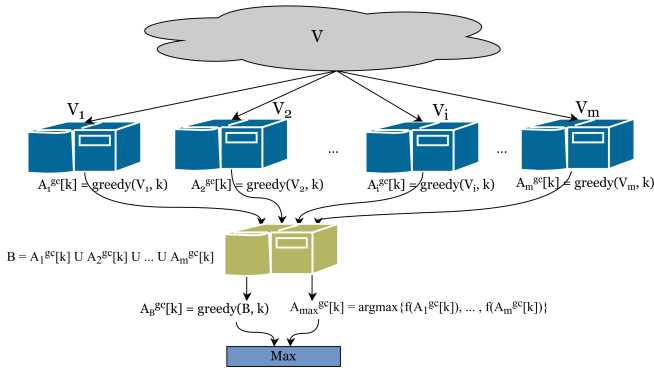 V
V₁ V₂ Vᵢ Vₘ
... ...
A₁ᵍᶜ[k] = greedy(V₁, k) A₂ᵍᶜ[k] = greedy(V₂, k) Aᵢᵍᶜ[k] = greedy(Vᵢ, k) Aₘᵍᶜ[k] = greedy(Vₘ, k)
B = A₁ᵍᶜ[k] U A₂ᵍᶜ[k] U ... U Aₘᵍᶜ[k]
A_Bᵍᶜ[k] = greedy(B, k) Aₘₐₓᵍᶜ[k] = argmax{f(A₁ᵍᶜ[k]), ... , f(Aₘᵍᶜ[k])}
Max